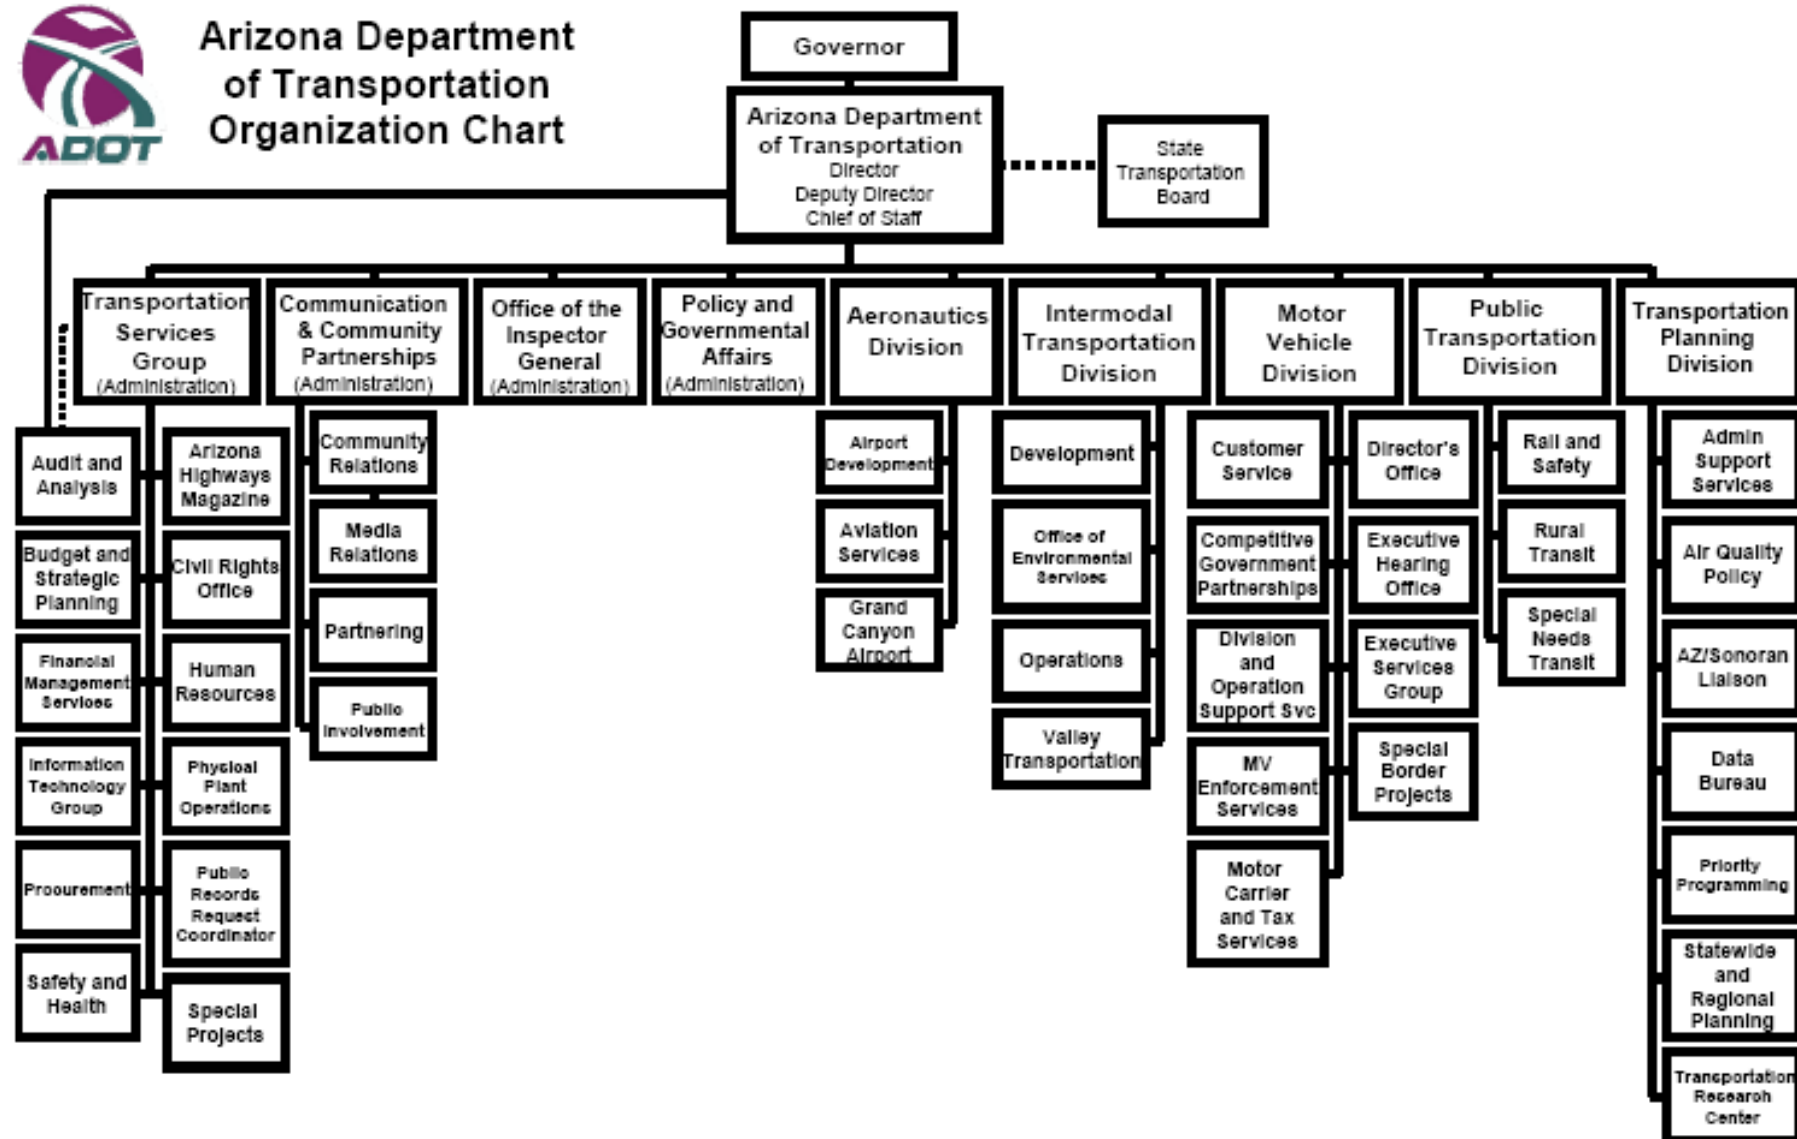 ADOT
Arizona Department
of Transportation
Organization Chart
Governor
Arizona Department
of Transportation
Director
Deputy Director
Chief of Staff
State
Transportation
Board
Transportation
Services
Group
(Administration)
Communication
& Community
Partnerships
(Administration)
Office of the
Inspector
General
(Administration)
Policy and
Governmental
Affairs
(Administration)
Aeronautics
Division
Intermodal
Transportation
Division
Motor
Vehicle
Division
Public
Transportation
Division
Transportation
Planning
Division
Audit and
Analysis
Budget and
Strategic
Planning
Financial
Management
Services
Information
Technology
Group
Procurement
Safety and
Health
Arizona
Highways
Magazine
Civil Rights
Office
Human
Resources
Physical
Plant
Operations
Public
Records
Request
Coordinator
Special
Projects
Community
Relations
Media
Relations
Partnering
Public
Involvement
Airport
Development
Aviation
Services
Grand
Canyon
Airport
Development
Office of
Environmental
Services
Operations
Valley
Transportation
Customer
Service
Competitive
Government
Partnerships
Division
and
Operation
Support Svc
MV
Enforcement
Services
Motor
Carrier
and Tax
Services
Director's
Office
Executive
Hearing
Office
Executive
Services
Group
Special
Border
Projects
Rail and
Safety
Rural
Transit
Special
Needs
Transit
Admin
Support
Services
Air Quality
Policy
AZ/Sonoran
Liaison
Data
Bureau
Priority
Programming
Statewide
and
Regional
Planning
Transportation
Research
Center